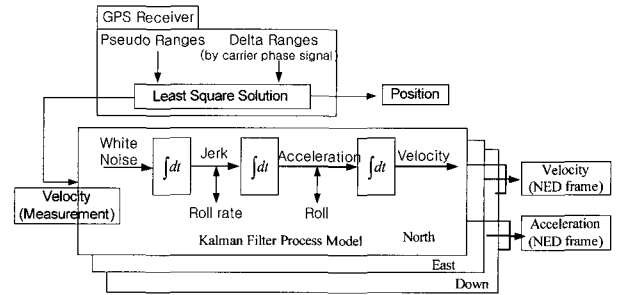 GPS Receiver
Pseudo Ranges
Delta Ranges
(by carrier phase signal)
Least Square Solution
Position
White
Noise
∫dt
Jerk
∫dt
Acceleration
∫dt
Velocity
Velocity
(Measurement)
Roll rate
Roll
Kalman Filter Process Model
North
East
Down
Velocity
(NED frame)
Acceleration
(NED frame)